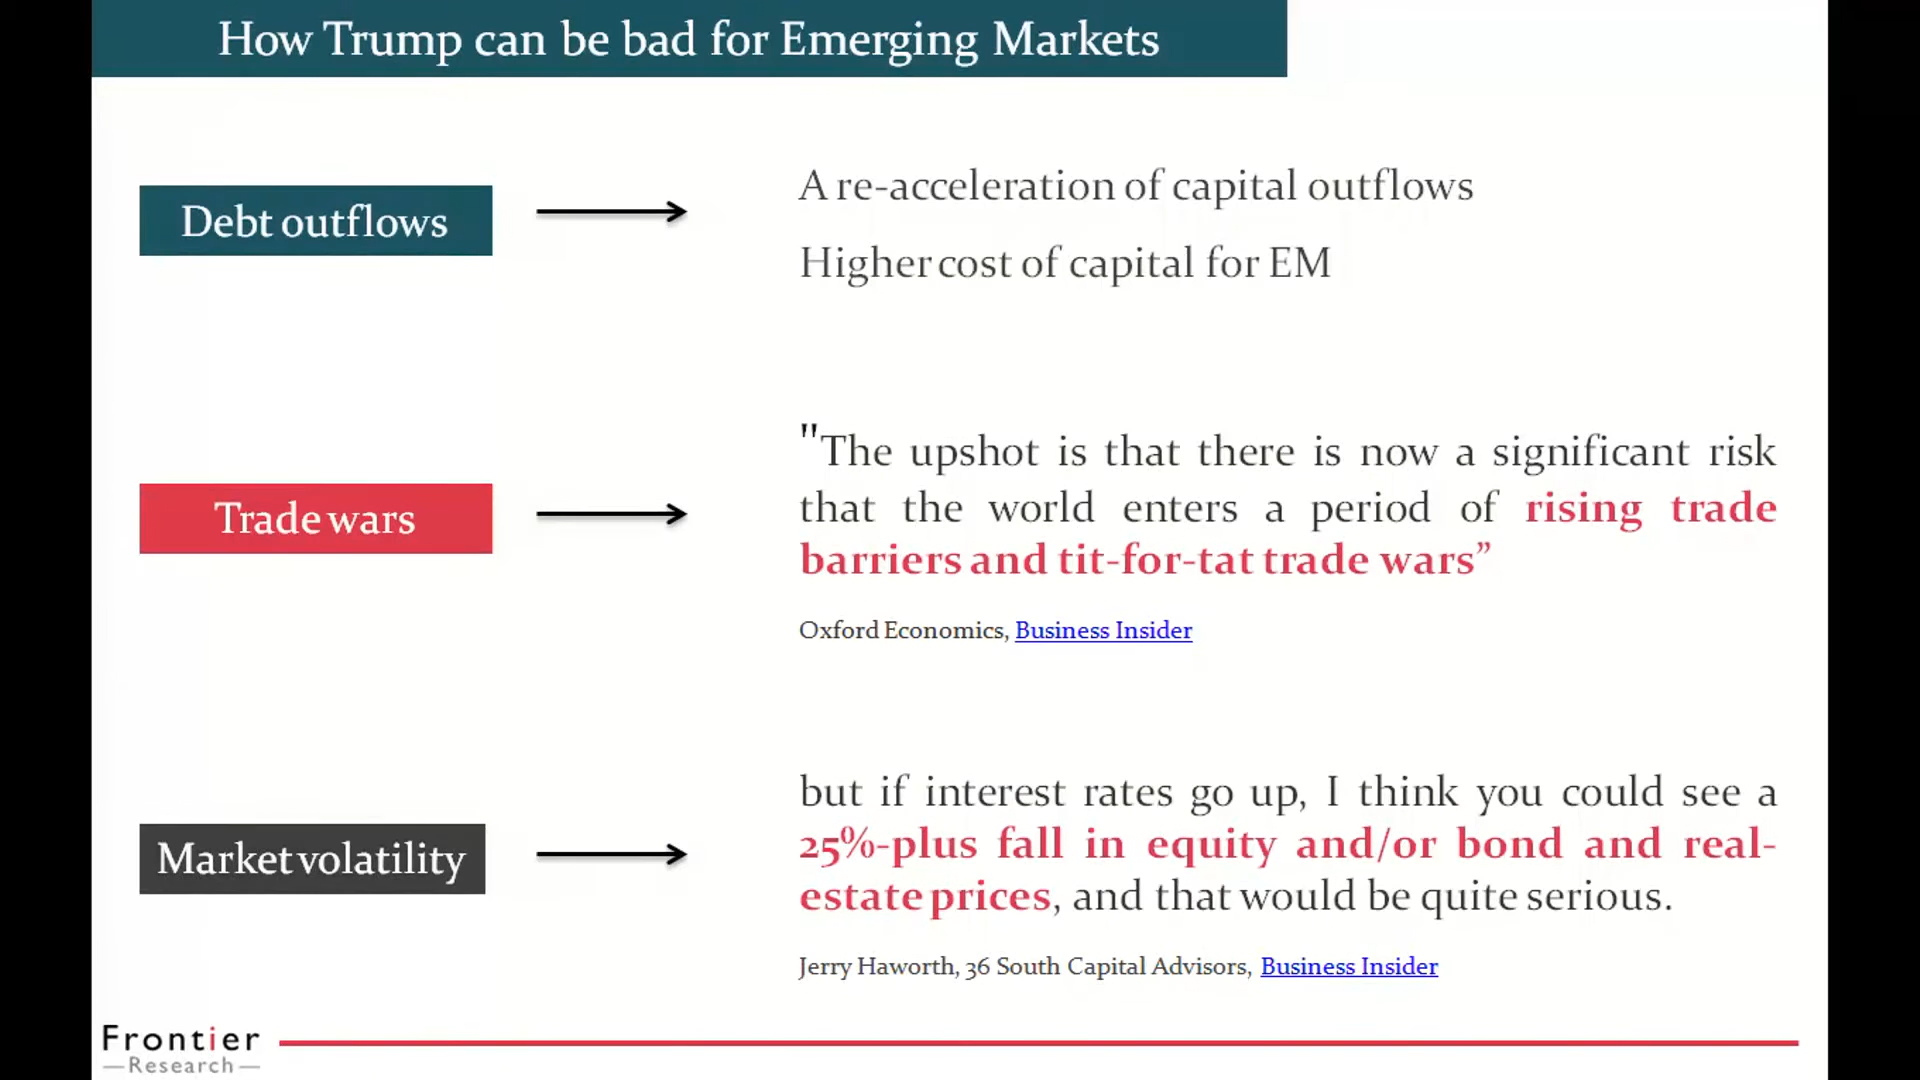 How Trump can be bad for Emerging Markets
Debt outflows
A re-acceleration of capital outflows
Higher cost of capital for EM
Trade wars
"The upshot is that there is now a significant risk
that the world enters a period of rising trade
barriers and tit-for-tat trade wars”
Oxford Economics, Business Insider
Market volatility
but if interest rates go up, I think you could see a
25%-plus fall in equity and/or bond and real-
estate prices, and that would be quite serious.
Jerry Haworth, 36 South Capital Advisors, Business Insider
Frontier
—Research—